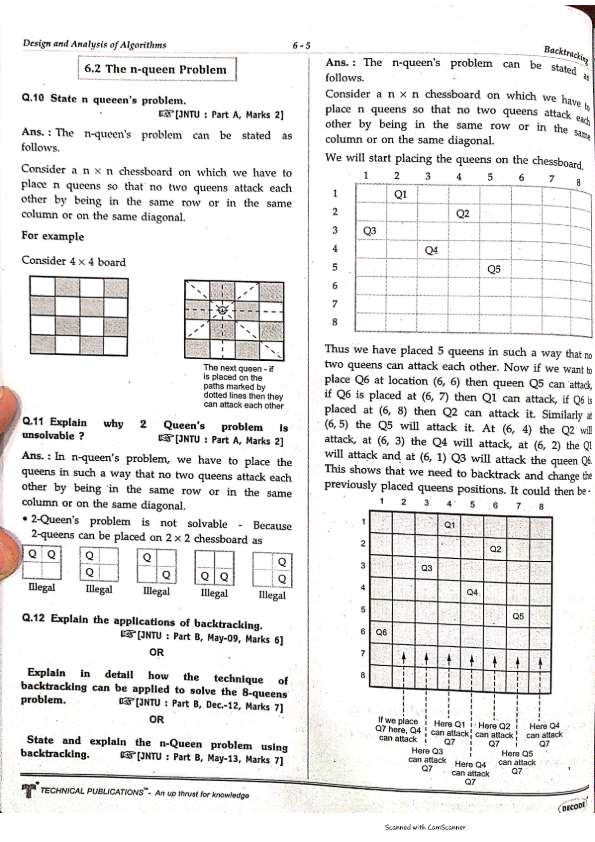 Design and Analysis of Algorithms
6 - 5
Backtracking
6.2 The n-queen Problem
Q.10 State n queeen's problem.
☞[JNTU : Part A, Marks 2]
Ans. : The n-queen's problem can be stated as
follows.
Consider a n × n chessboard on which we have to
place n queens so that no two queens attack each
other by being in the same row or in the same
column or on the same diagonal.
For example
Consider 4 × 4 board
The next queen - if
is placed on the
paths marked by
dotted lines then they
can attack each other
Q.11 Explain why 2 Queen's problem is
unsolvable ?
☞[JNTU : Part A, Marks 2]
Ans. : In n-queen's problem, we have to place the
queens in such a way that no two queens attack each
other by being in the same row or in the same
column or on the same diagonal.
• 2-Queen's problem is not solvable - Because
2-queens can be placed on 2 × 2 chessboard as
Q Q
Q
Q
Q
Q
Q Q
Q
Q
Illegal Illegal Illegal Illegal Illegal
Q.12 Explain the applications of backtracking.
☞[JNTU : Part B, May-09, Marks 6]
OR
Explain in detail how the technique of
backtracking can be applied to solve the 8-queens
problem. ☞[JNTU : Part B, Dec.-12, Marks 7]
OR
State and explain the n-Queen problem using
backtracking. ☞[JNTU : Part B, May-13, Marks 7]
Ans. : The n-queen's problem can be stated as
follows.
Consider a n × n chessboard on which we have to
place n queens so that no two queens attack each
other by being in the same row or in the same
column or on the same diagonal.
We will start placing the queens on the chessboard.
1 2 3 4 5 6 7 8
1 Q1
2 Q2
3 Q3
4 Q4
5 Q5
6
7
8
Thus we have placed 5 queens in such a way that no
two queens can attack each other. Now if we want to
place Q6 at location (6, 6) then queen Q5 can attack,
if Q6 is placed at (6, 7) then Q1 can attack, if Q6 is
placed at (6, 8) then Q2 can attack it. Similarly at
(6, 5) the Q5 will attack it. At (6, 4) the Q2 will
attack, at (6, 3) the Q4 will attack, at (6, 2) the Q1
will attack and at (6, 1) Q3 will attack the queen Q6.
This shows that we need to backtrack and change the
previously placed queens positions. It could then be -
1 2 3 4 5 6 7 8
1 Q1
2 Q2
3 Q3
4 Q4
5 Q5
6 Q6
7
8
If we place
Q7 here, Q4
can attack
Here Q3
can attack
Q7
Here Q1
can attack
Q7
Here Q4
can attack
Q7
Here Q2
can attack
Q7
Here Q5
can attack
Q7
Here Q4
can attack
Q7
TECHNICAL PUBLICATIONS™ - An up thrust for knowledge
DECODE
Scanned with CamScanner